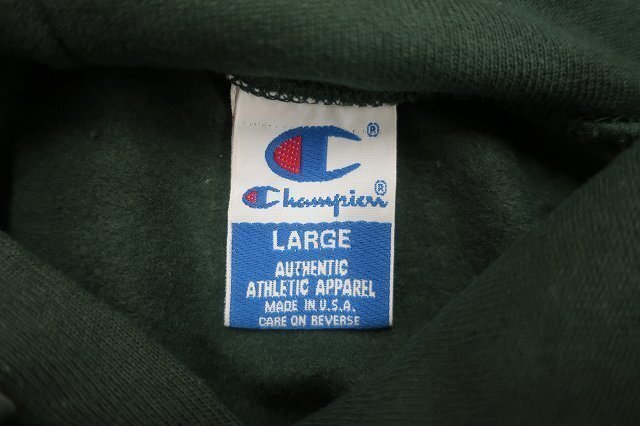 ®
Champion®
LARGE
AUTHENTIC
ATHLETIC APPAREL
MADE IN U.S.A.
CARE ON REVERSE